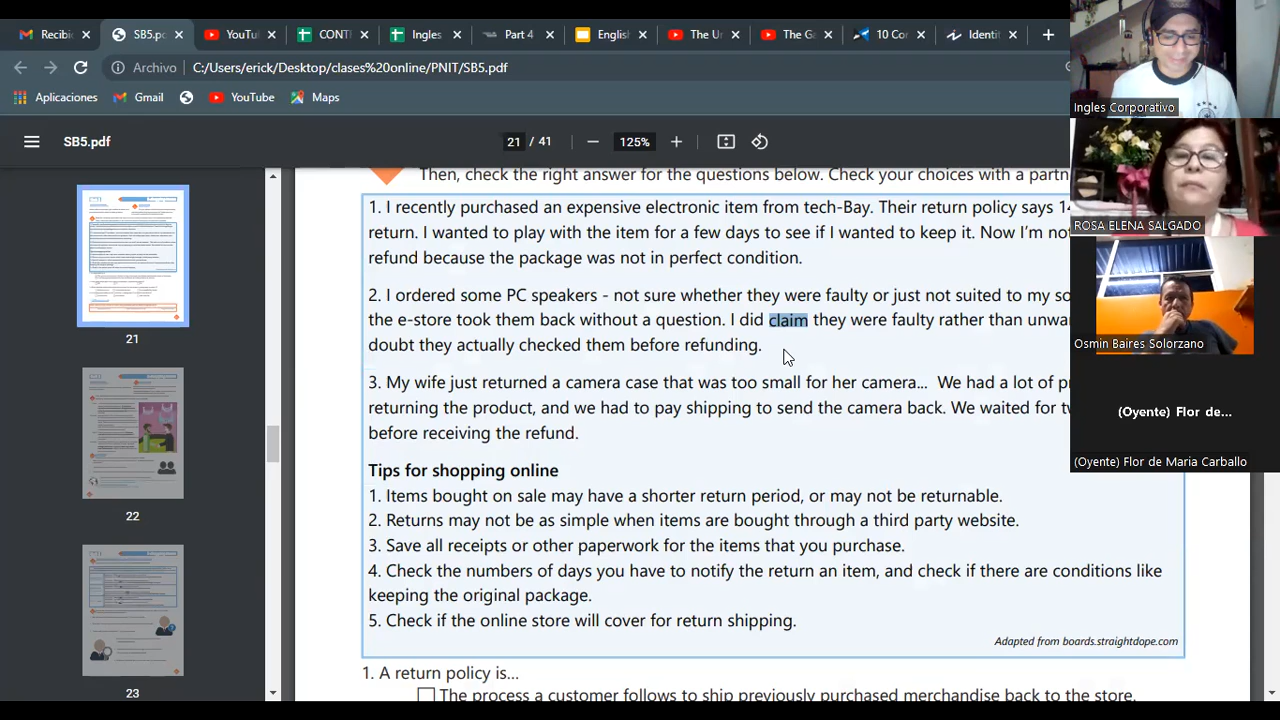 Recibi
SB5.p
YouTu
CONT
Ingles
Part 4
English
The Ur
The Ga
10 Cor
Identit
Archivo
C:/Users/erick/Desktop/clases%20online/PNIT/SB5.pdf
Aplicaciones
Gmail
YouTube
Maps
SB5.pdf
21 / 41
125%
21
22
23
Then, check the right answer for the questions below. Check your choices with a partn
1. I recently purchased an expensive electronic item from Tech-Bay. Their return policy says 14
return. I wanted to play with the item for a few days to see if I wanted to keep it. Now I'm no
refund because the package was not in perfect condition.
2. I ordered some PC speakers - not sure whether they were faulty or just not suited to my so
the e-store took them back without a question. I did claim they were faulty rather than unwa
doubt they actually checked them before refunding.
3. My wife just returned a camera case that was too small for her camera... We had a lot of p
returning the product, and we had to pay shipping to send the camera back. We waited for tw
before receiving the refund.
Tips for hopping online
1. Items bought on sale may have a shorter return period, or may not be returnable.
2. Returns may not be as simple when items are bought through a third party website.
3. Save all receipts or other paperwork for the items that you purchase.
4. Check the numbers of days you have to notify the return an item, and check if there are conditions like
keeping the original package.
5. Check if the online store will cover for return shipping.
Adapted from boards.straightdope.com
1. A return policy is...
The process a customer follows to ship previously purchased merchandise back to the store.
Ingles Corporativo
ROSA ELENA SALGADO
Osmin Baires Solorzano
(Oyente) Flor de...
(Oyente) Flor de Maria Carballo